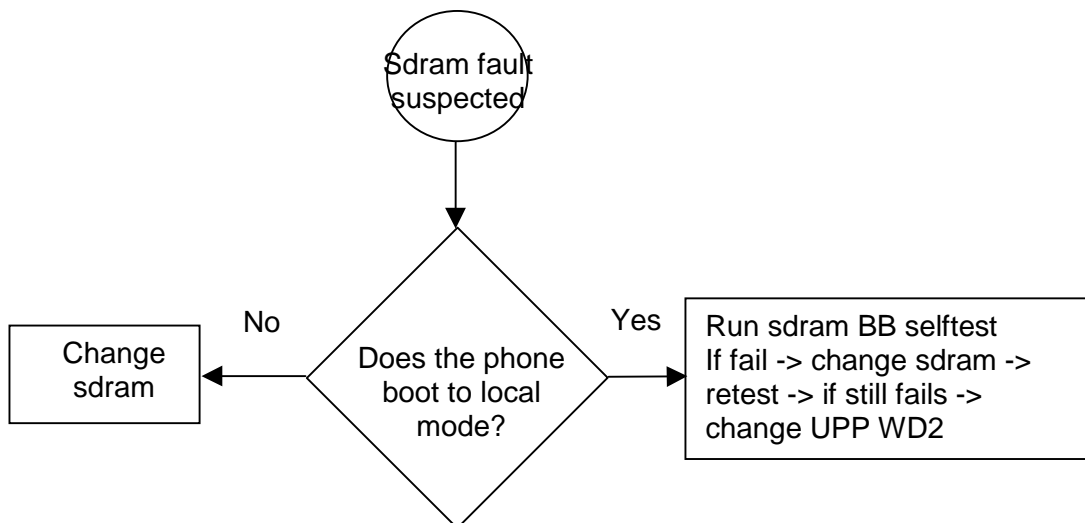 Sdram fault
suspected
No
Yes
Change
sdram
Does the phone
boot to local
mode?
Run sdram BB selftest
If fail -> change sdram ->
retest -> if still fails ->
change UPP WD2